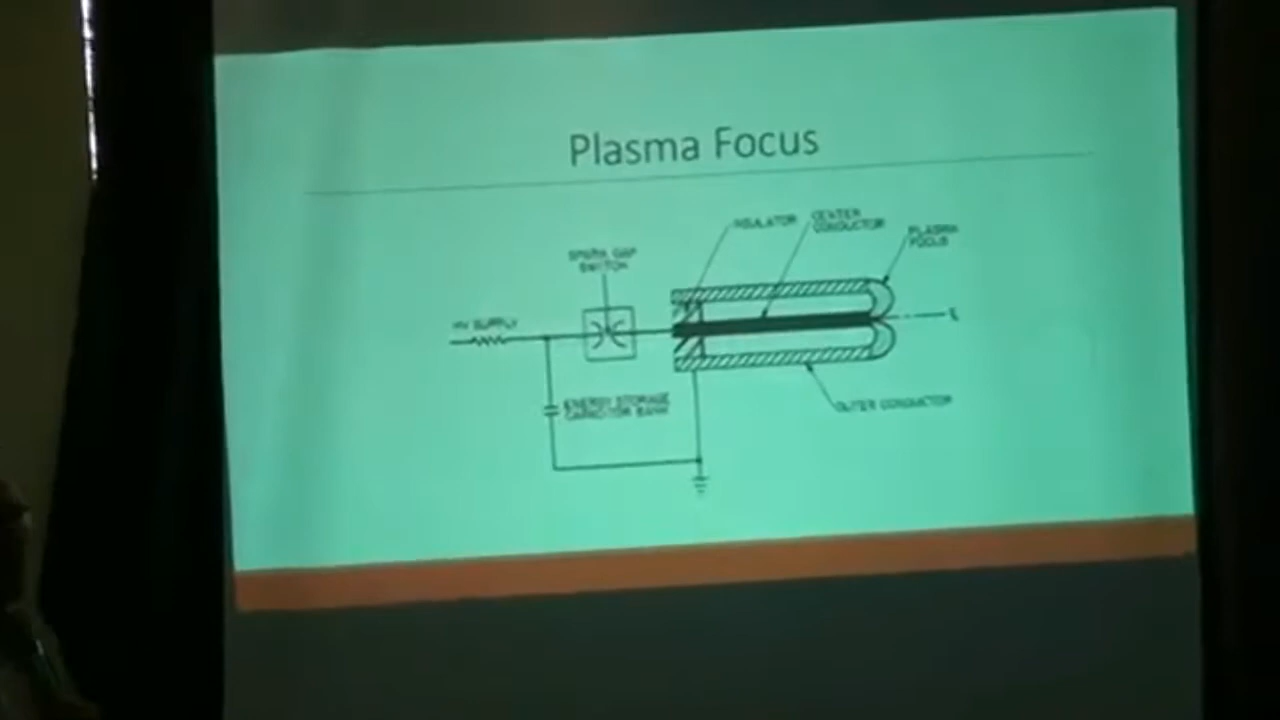 Plasma Focus
INSULATOR
CENTER
CONDUCTOR
PLASMA
FOCUS
SPARK GAP
SWITCH
HV SUPPLY
ENERGY STORAGE
CAPACITOR BANK
OUTER CONDUCTOR